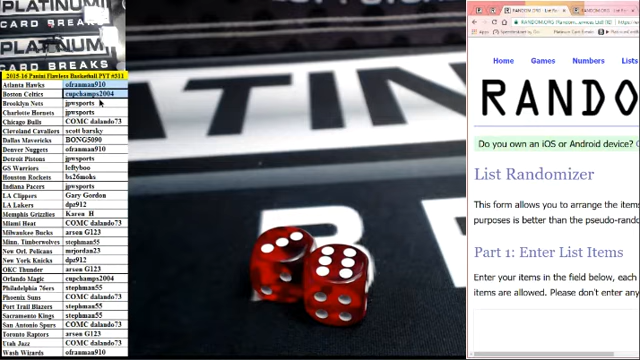 PLATINUM
CARD BREAKS
PLATINUM
CARD BREAKS
2015-16 Panini Flawless Basketball PYT #311
Atlanta Hawks ofranman910
Boston Celtics cupchamps2004
Brooklyn Nets jpwsports
Charlotte Hornets jpwsports
Chicago Bulls COMC dalando73
Cleveland Cavaliers scott barsky
Dallas Mavericks BONG5090
Denver Nuggets ofranman910
Detroit Pistons jpwsports
GS Warriors leftyboo
Houston Rockets bs26mohs
Indiana Pacers jpwsports
LA Clippers Gary Gordon
LA Lakers dpz912
Memphis Grizzlies Karen H
Miami Heat COMC dalando73
Milwaukee Bucks arsen G123
Minn. Timberwolves stephman55
New Orl. Pelicans mrjordan23
New York Knicks dpz912
OKC Thunder arsen G123
Orlando Magic cupchamps2004
Philadelphia 76ers stephman55
Phoenix Suns COMC dalando73
Port Trail Blazers stephman55
Sacramento Kings stephman55
San Antonio Spurs COMC dalando73
Toronto Raptors arsen G123
Utah Jazz COMC dalando73
Wash Wizards ofranman910
ATIN
BRE
Home Games Numbers Lists
RANDO
Do you own an iOS or Android device?
List Randomizer
This form allows you to arrange the items
purposes is better than the pseudo-rando
Part 1: Enter List Items
Enter your items in the field below, each
items are allowed. Please don't enter any